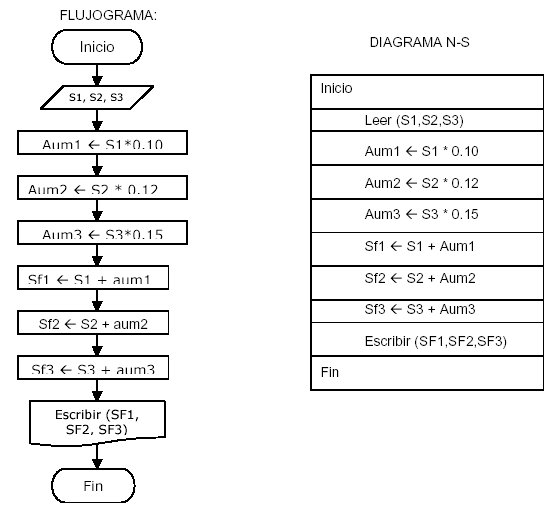 FLUJOGRAMA:
Inicio
S1, S2, S3
Aum1 ← S1*0.10
Aum2 ← S2 * 0.12
Aum3 ← S3*0.15
Sf1 ← S1 + aum1
Sf2 ← S2 + aum2
Sf3 ← S3 + aum3
Escribir (SF1,
SF2, SF3)
Fin
DIAGRAMA N-S
Inicio
Leer (S1,S2,S3)
Aum1 ← S1 * 0.10
Aum2 ← S2 * 0.12
Aum3 ← S3 * 0.15
Sf1 ← S1 + Aum1
Sf2 ← S2 + Aum2
Sf3 ← S3 + Aum3
Escribir (SF1,SF2,SF3)
Fin